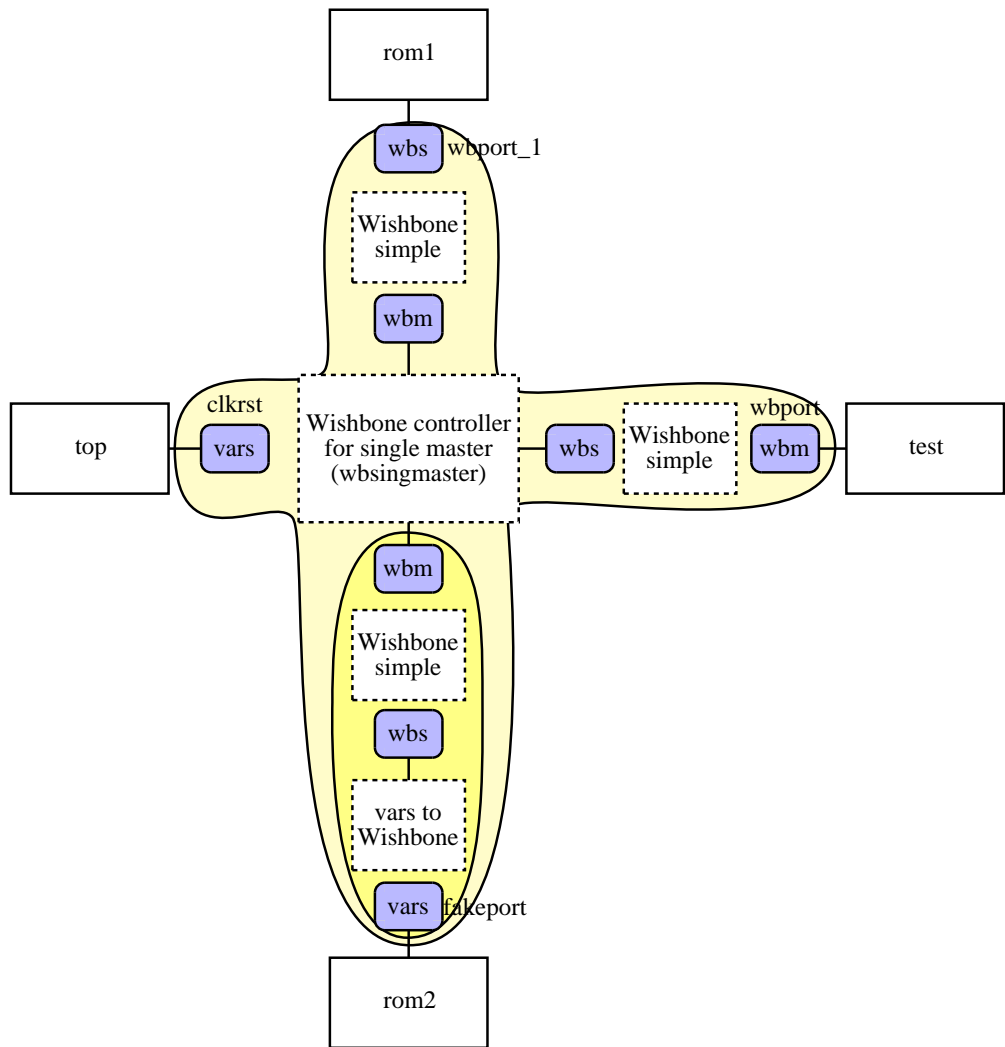 rom1
wbs
wbport_1
Wishbone
simple
wbm
clkrst
wbport
top
vars
Wishbone controller
for single master
(wbsingmaster)
wbs
Wishbone
simple
wbm
test
wbm
Wishbone
simple
wbs
vars to
Wishbone
vars
fakeport
rom2